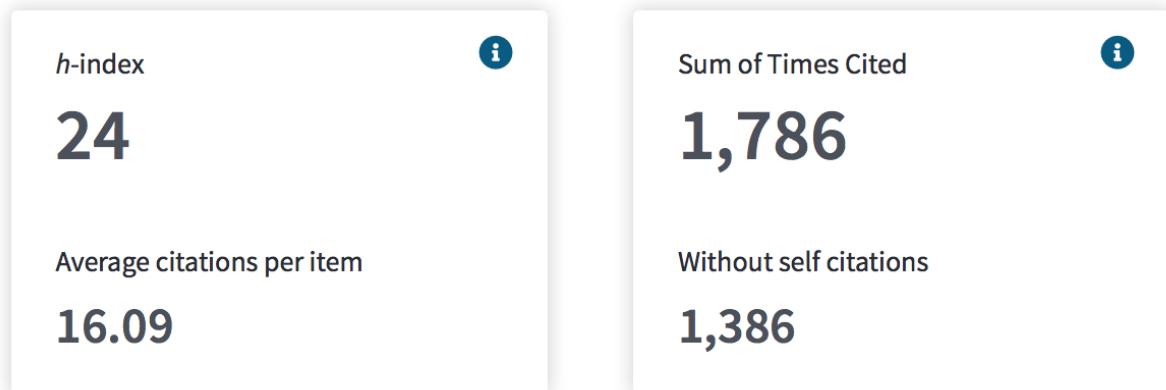 h-index
24
Average citations per item
16.09
Sum of Times Cited
1,786
Without self citations
1,386